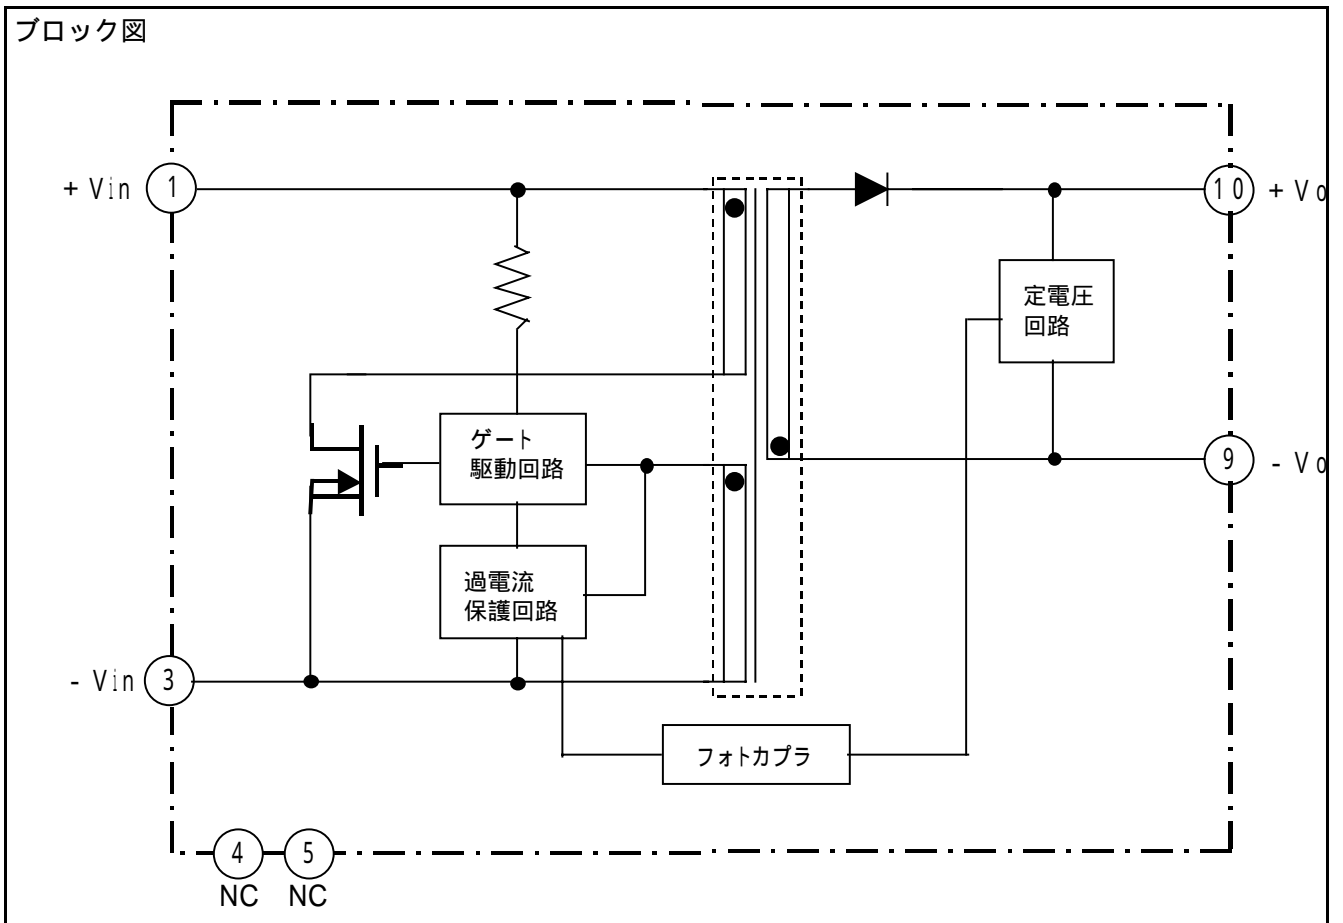 ブロック図
+ Vin
1
10
+ Vo
定電圧
回路
ゲート
駆動回路
9
- Vo
過電流
保護回路
- Vin
3
フォトカプラ
4
5
NC
NC